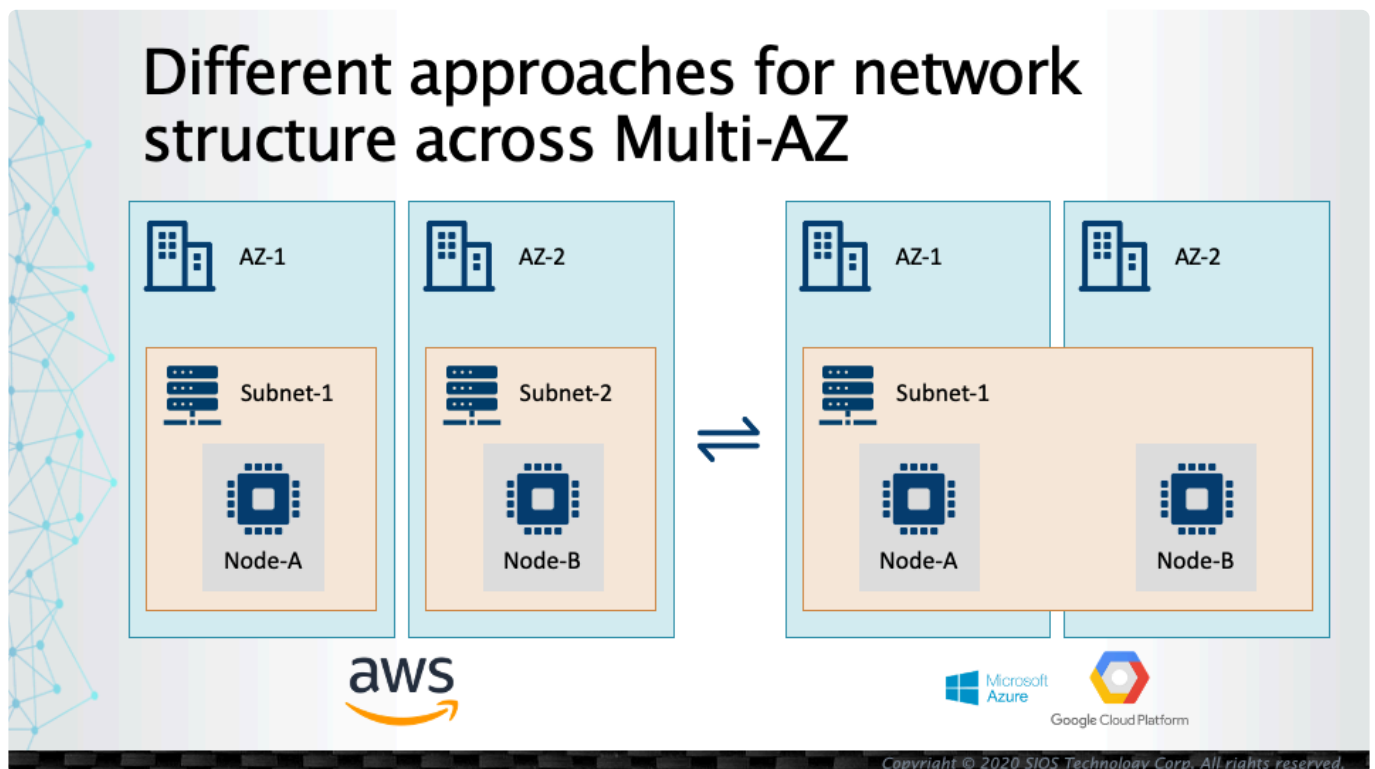 Different approaches for network
structure across Multi-AZ
AZ-1
AZ-2
AZ-1
AZ-2
Subnet-1
Subnet-2
Subnet-1
Node-A
Node-B
Node-A
Node-B
aws
Microsoft
Azure
Google Cloud Platform
Copyright © 2020 SIOS Technology Corp. All rights reserved.